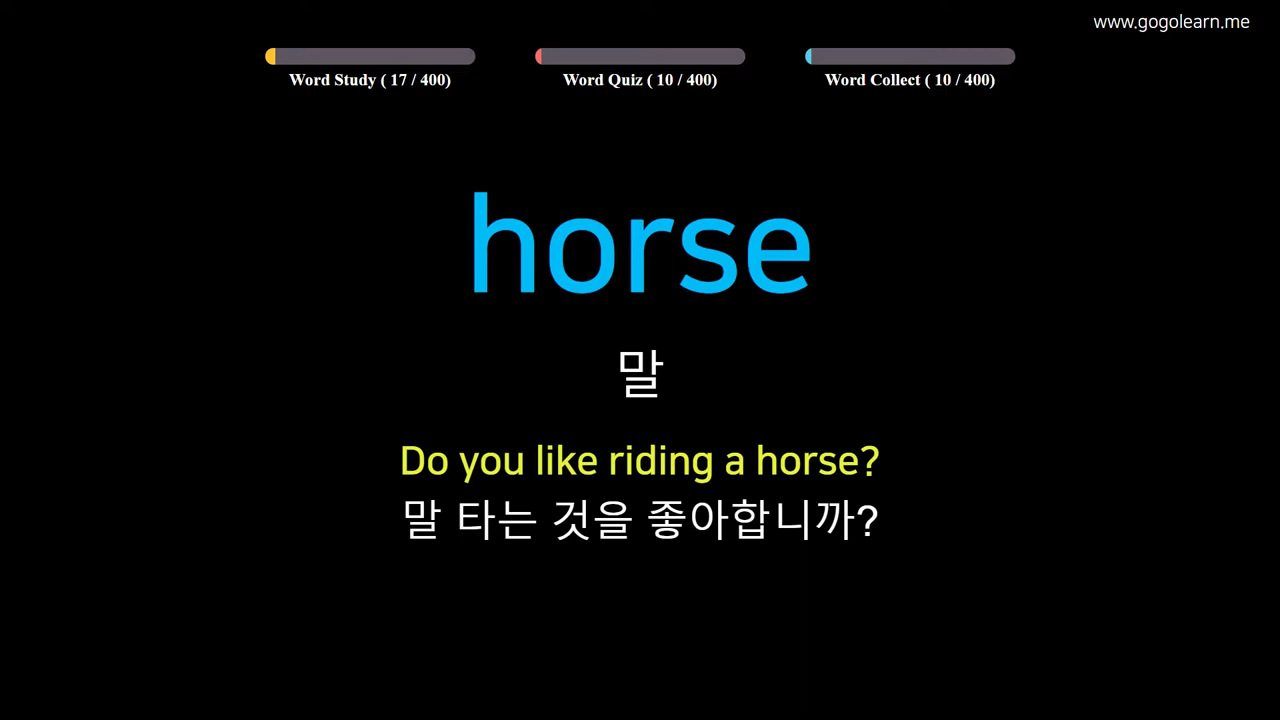 www.gogolearn.me
Word Study ( 17 / 400)
Word Quiz ( 10 / 400)
Word Collect ( 10 / 400)
horse
말
Do you like riding a horse?
말 타는 것을 좋아합니까?